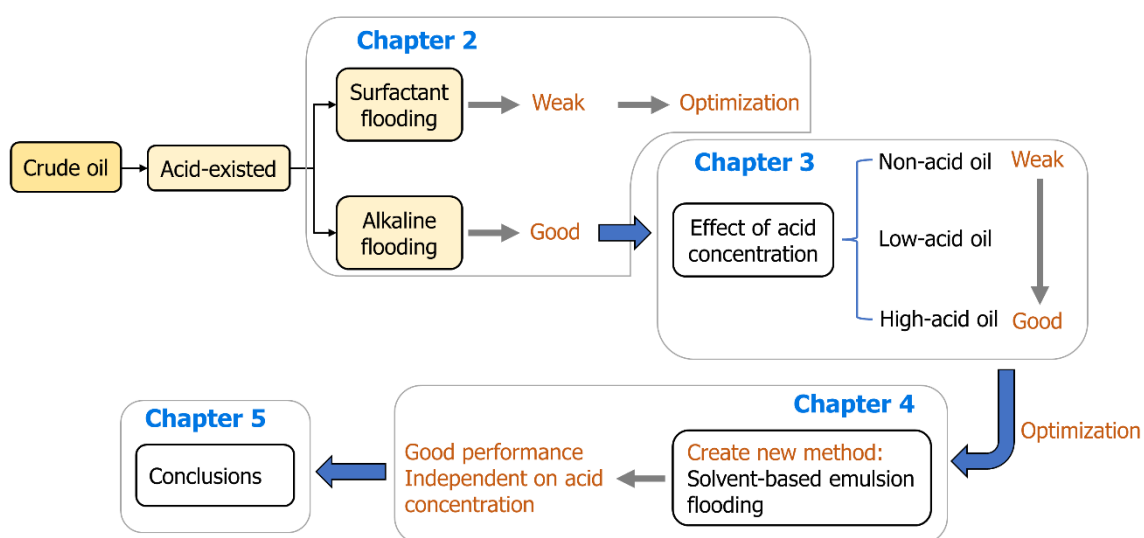 Chapter 2
Surfactant
flooding
Weak
Optimization
Crude oil
Acid-existed
Alkaline
flooding
Good
Chapter 3
Effect of acid
concentration
Non-acid oil
Weak
Low-acid oil
High-acid oil
Good
Optimization
Chapter 4
Create new method:
Solvent-based emulsion
flooding
Good performance
Independent on acid
concentration
Chapter 5
Conclusions